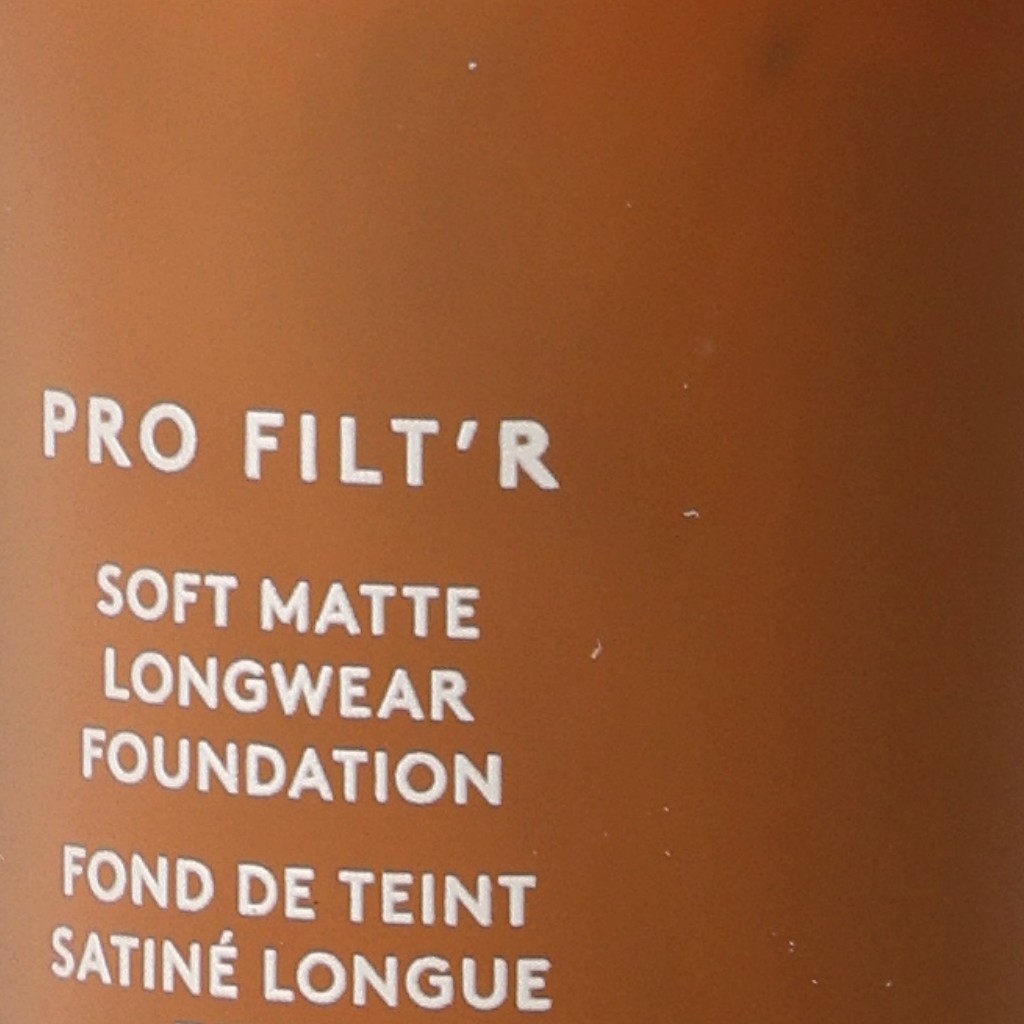 PRO FILT'R
SOFT MATTE
LONGWEAR
FOUNDATION
FOND DE TEINT
SATINÉ LONGUE